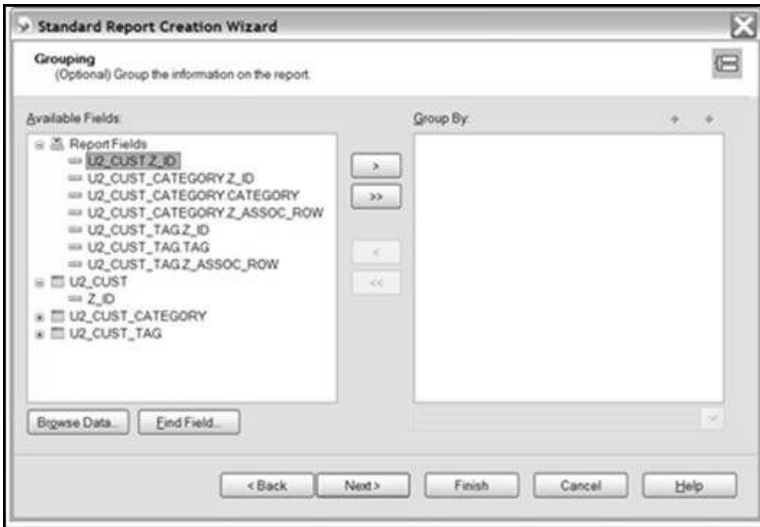 Standard Report Creation Wizard
Grouping
(Optional) Group the information on the report.
Available Fields:
Group By:
Report Fields
U2_CUST.Z_ID
U2_CUST_CATEGORY.Z_ID
U2_CUST_CATEGORY.CATEGORY
U2_CUST_CATEGORY.Z_ASSOC_ROW
U2_CUST_TAG.Z_ID
U2_CUST_TAG.TAG
U2_CUST_TAG.Z_ASSOC_ROW
U2_CUST
Z_ID
U2_CUST_CATEGORY
U2_CUST_TAG
>
>>
<
<<
Browse Data...
Find Field...
< Back
Next >
Finish
Cancel
Help